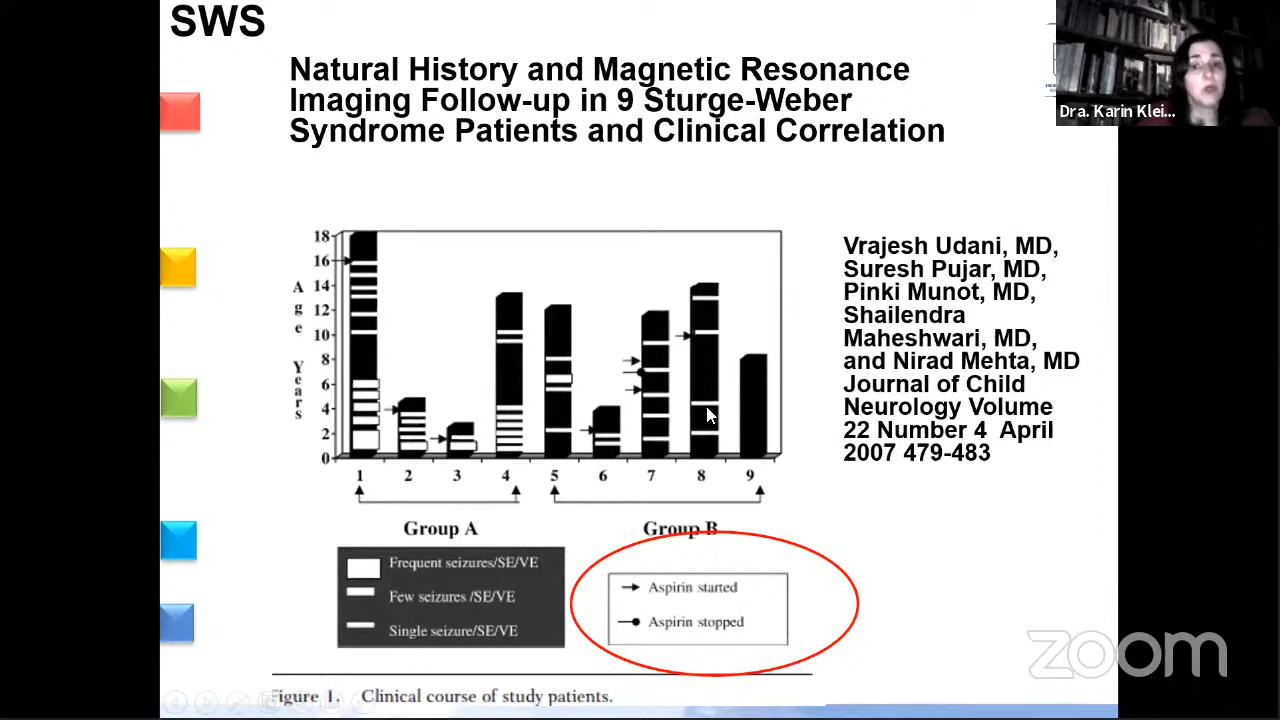 SWS
Natural History and Magnetic Resonance
Imaging Follow-up in 9 Sturge-Weber
Syndrome Patients and Clinical Correlation
Dra. Karin Klei...
Vrajesh Udani, MD,
Suresh Pujar, MD,
Pinki Munot, MD,
Shailendra
Maheshwari, MD,
and Nirad Mehta, MD
Journal of Child
Neurology Volume
22 Number 4 April
2007 479-483
Age Years
18
16
14
12
10
8
6
4
2
0
1 2 3 4 5 6 7 8 9
Group A Group B
Frequent seizures/SE/VE
Few seizures /SE/VE
Single seizure/SE/VE
Aspirin started
Aspirin stopped
Figure 1. Clinical course of study patients.
zoom